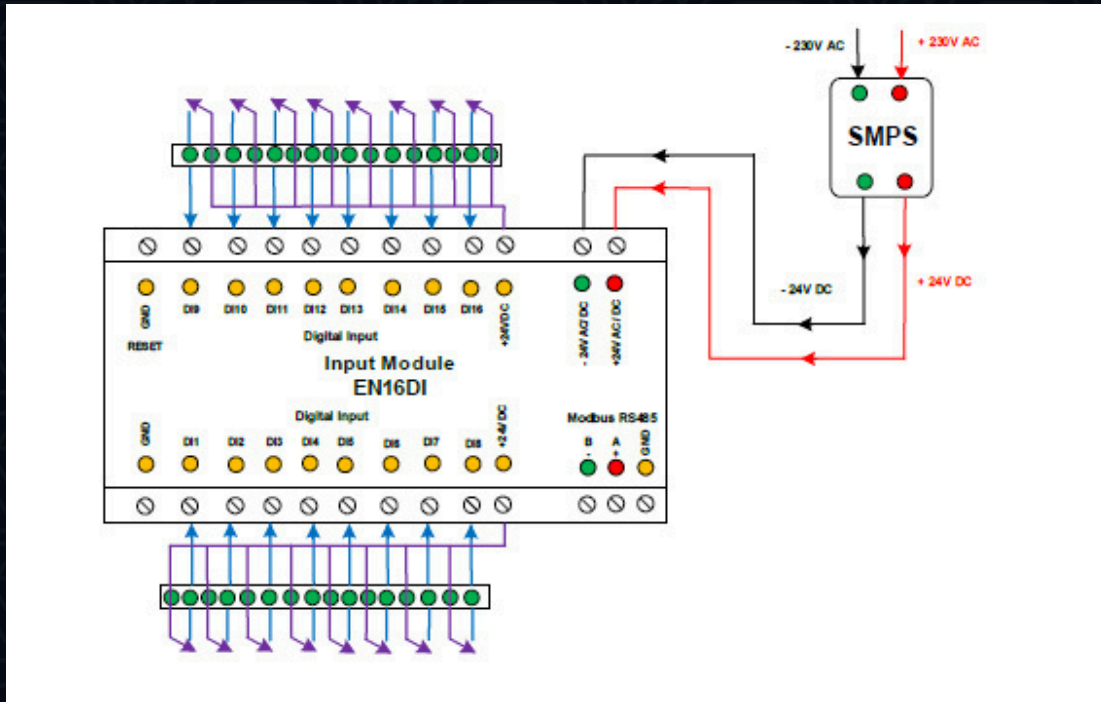 - 230V AC
+ 230V AC
SMPS
- 24V DC
+ 24V DC
GND
RESET
DI9
DI10
DI11
DI12
DI13
DI14
DI15
DI16
+24VDC
- 24V AC/ DC
+24V AC / DC
Digital Input
Input Module
EN16DI
Digital Input
Modbus RS485
GND
DI1
DI2
DI3
DI4
DI5
DI6
DI7
DI8
+24V DC
B
-
A
+
GND